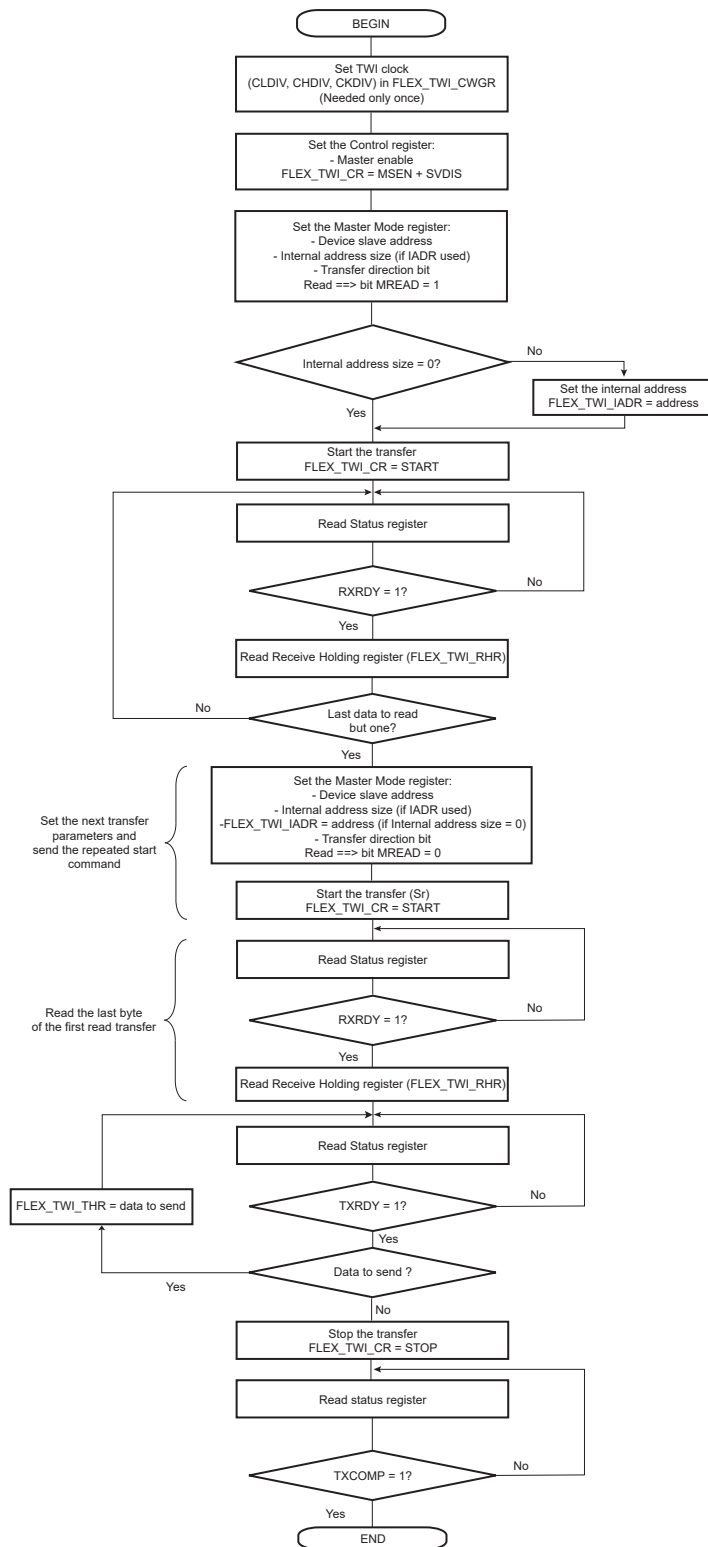 BEGIN
Set TWI clock
(CLDIV, CHDIV, CKDIV) in FLEX_TWI_CWGR
(Needed only once)
Set the Control register:
- Master enable
FLEX_TWI_CR = MSEN + SVDIS
Set the Master Mode register:
- Device slave address
- Internal address size (if IADR used)
- Transfer direction bit
Read ==> bit MREAD = 1
Internal address size = 0?
No
Set the internal address
FLEX_TWI_IADR = address
Yes
Start the transfer
FLEX_TWI_CR = START
Read Status register
RXRDY = 1?
No
Yes
Read Receive Holding register (FLEX_TWI_RHR)
Last data to read
but one?
No
Yes
Set the next transfer
parameters and
send the repeated start
command
Set the Master Mode register:
- Device slave address
- Internal address size (if IADR used)
-FLEX_TWI_IADR = address (if Internal address size = 0)
- Transfer direction bit
Read ==> bit MREAD = 0
Start the transfer (Sr)
FLEX_TWI_CR = START
Read the last byte
of the first read transfer
Read Status register
RXRDY = 1?
No
Yes
Read Receive Holding register (FLEX_TWI_RHR)
Read Status register
TXRDY = 1?
No
FLEX_TWI_THR = data to send
Yes
Data to send ?
Yes
No
Stop the transfer
FLEX_TWI_CR = STOP
Read status register
TXCOMP = 1?
No
Yes
END